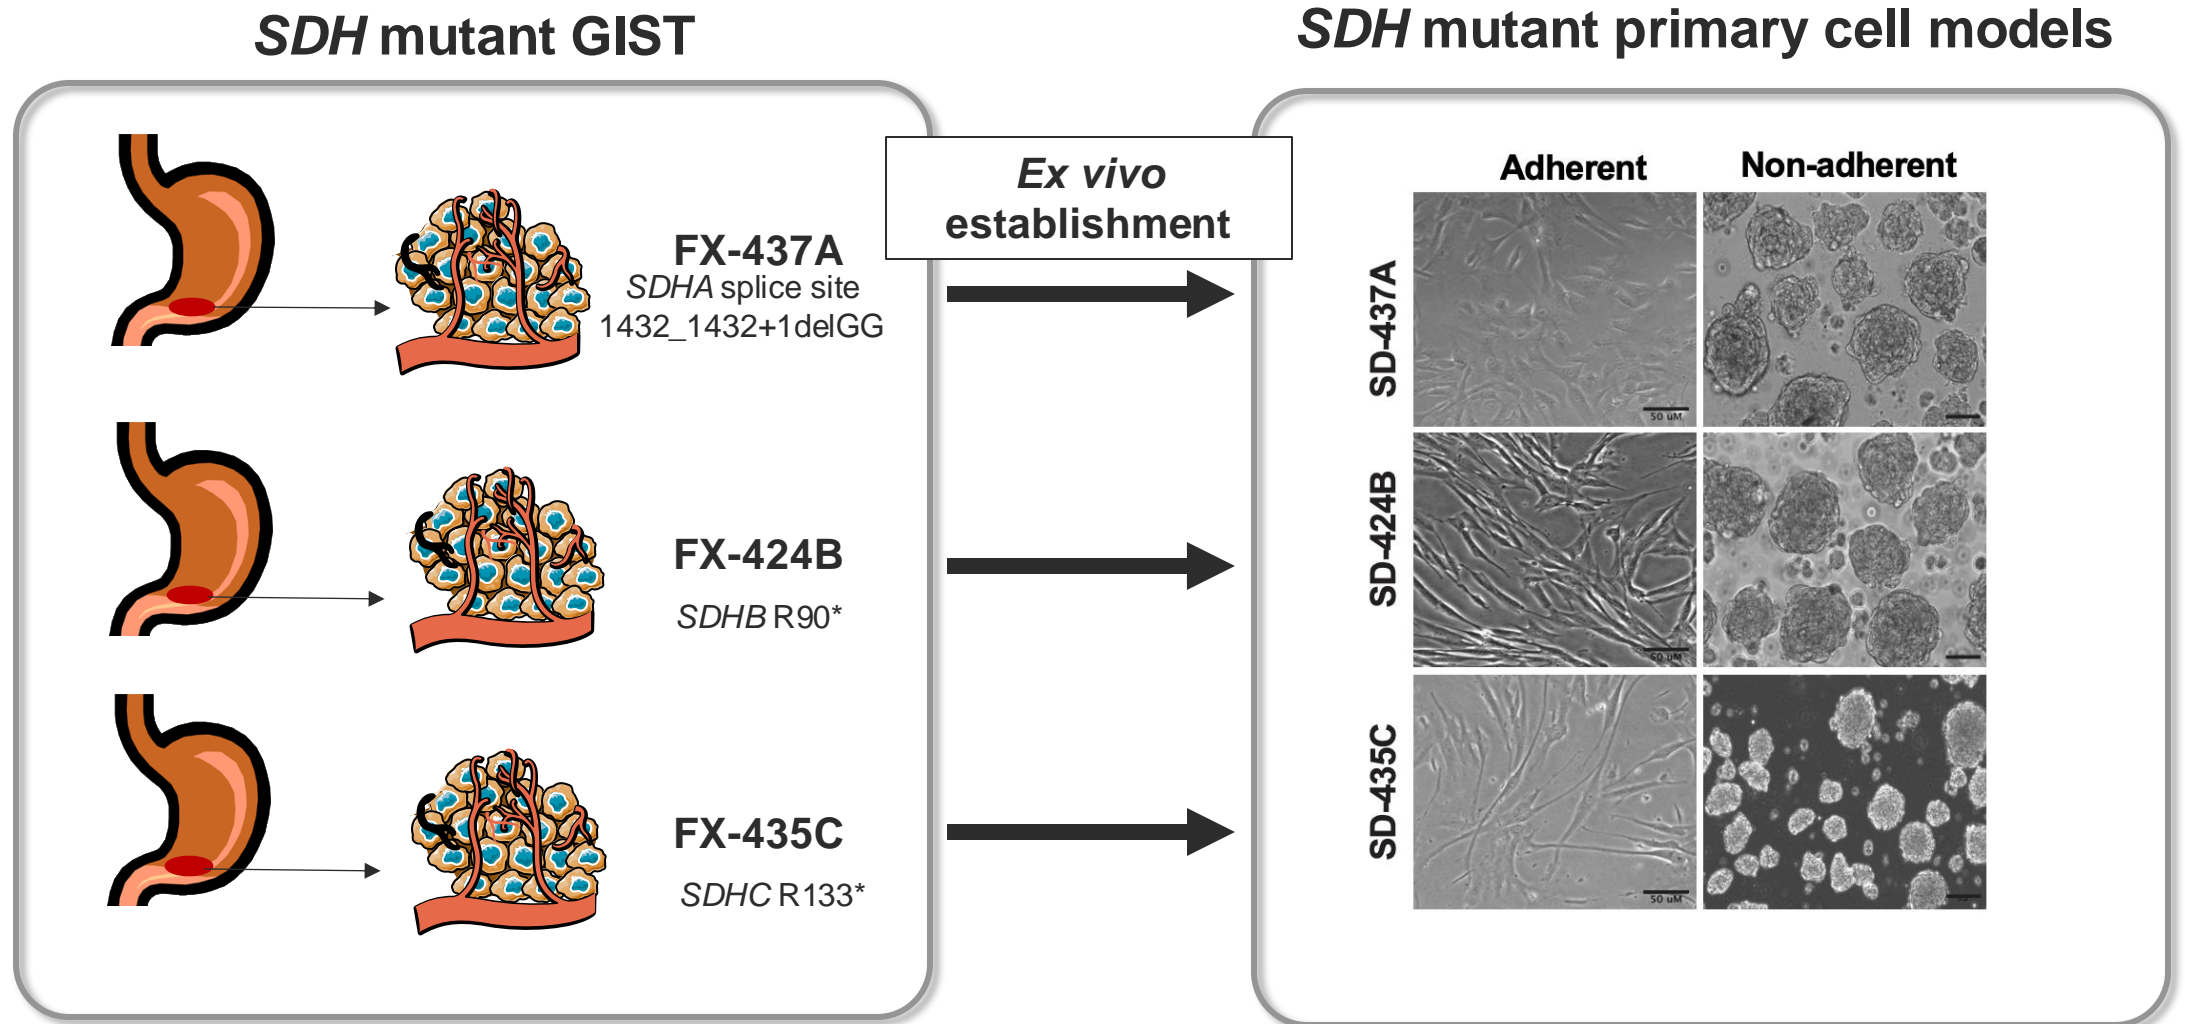 SDH mutant GIST
SDH mutant primary cell models
FX-437A
SDHA splice site
1432_1432+1delGG
FX-424B
SDHB R90*
FX-435C
SDHC R133*
Ex vivo
establishment
Adherent
Non-adherent
SD-437A
50 uM
SD-424B
50 uM
SD-435C
50 uM